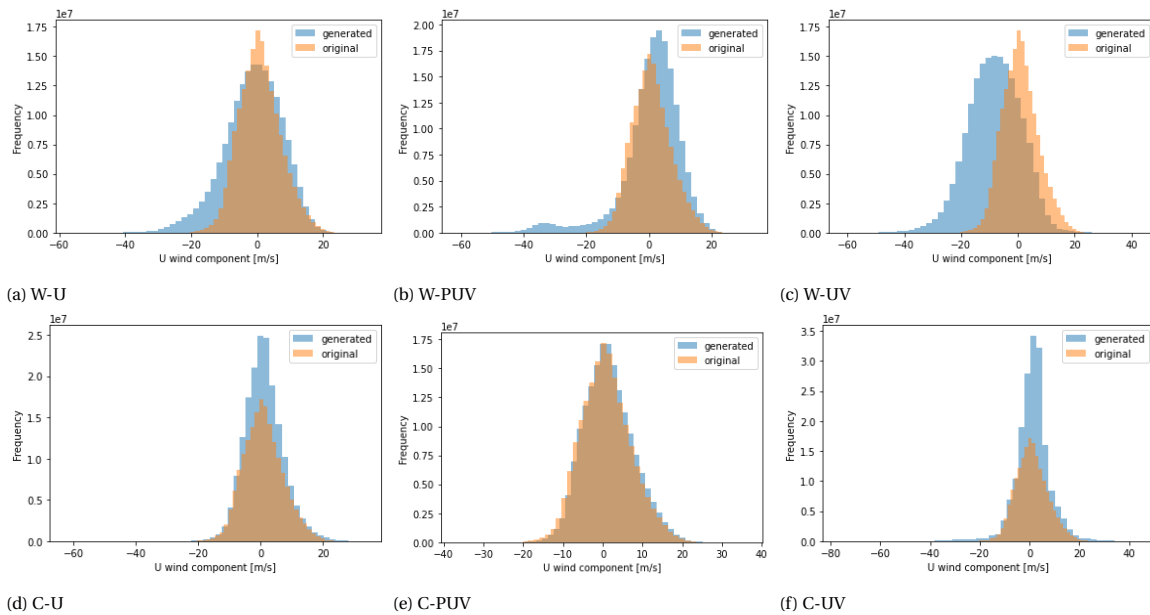 1e7
1.75
1.50
1.25
1.00
0.75
0.50
0.25
0.00
Frequency
−60 −40 −20 0 20
U wind component [m/s]
generated
original
(a) W-U
1e7
2.00
1.75
1.50
1.25
1.00
0.75
0.50
0.25
0.00
Frequency
−60 −40 −20 0 20
U wind component [m/s]
generated
original
(b) W-PUV
1e7
1.75
1.50
1.25
1.00
0.75
0.50
0.25
0.00
Frequency
−60 −40 −20 0 20 40
U wind component [m/s]
generated
original
(c) W-UV
1e7
2.5
2.0
1.5
1.0
0.5
0.0
Frequency
−60 −40 −20 0 20
U wind component [m/s]
generated
original
(d) C-U
1e7
1.75
1.50
1.25
1.00
0.75
0.50
0.25
0.00
Frequency
−40 −30 −20 −10 0 10 20 30 40
U wind component [m/s]
generated
original
(e) C-PUV
1e7
3.5
3.0
2.5
2.0
1.5
1.0
0.5
0.0
Frequency
−80 −60 −40 −20 0 20 40
U wind component [m/s]
generated
original
(f) C-UV